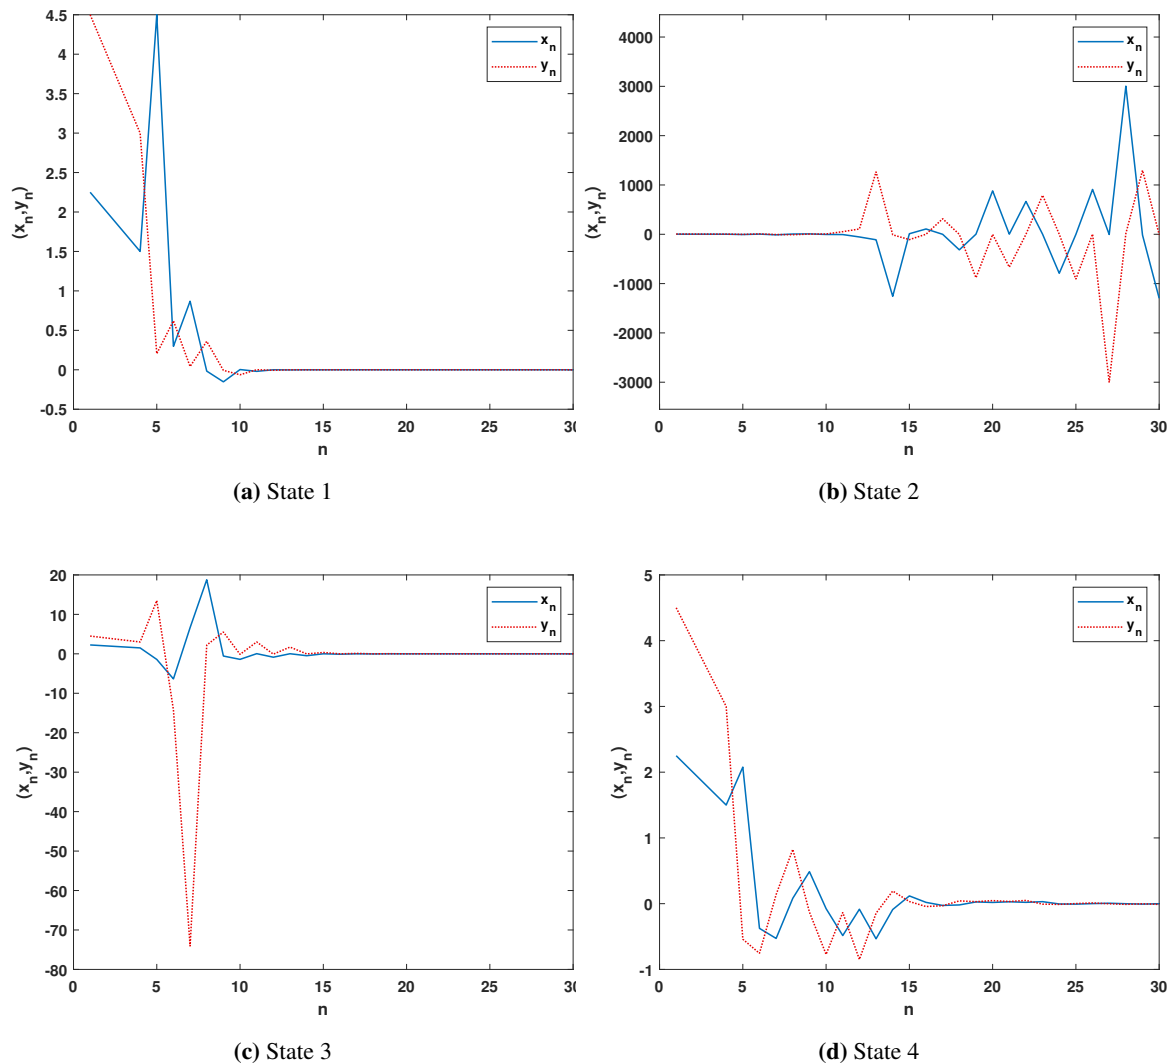 4.5
4
3.5
3
2.5
2
1.5
1
0.5
0
-0.5
(x_n,y_n)
x_n
y_n
0 5 10 15 20 25 30
n
(a) State 1
4000
3000
2000
1000
0
-1000
-2000
-3000
(x_n,y_n)
x_n
y_n
0 5 10 15 20 25 30
n
(b) State 2
20
10
0
-10
-20
-30
-40
-50
-60
-70
-80
(x_n,y_n)
x_n
y_n
0 5 10 15 20 25 30
n
(c) State 3
5
4
3
2
1
0
-1
(x_n,y_n)
x_n
y_n
0 5 10 15 20 25 30
n
(d) State 4